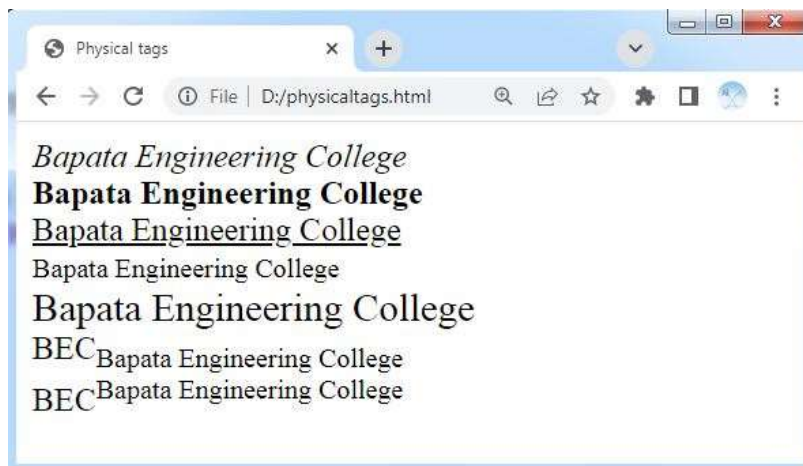 Physical tags
File D:/physicaltags.html
Bapata Engineering College
Bapata Engineering College
Bapata Engineering College
Bapata Engineering College
Bapata Engineering College
BECBapata Engineering College
BECBapata Engineering College